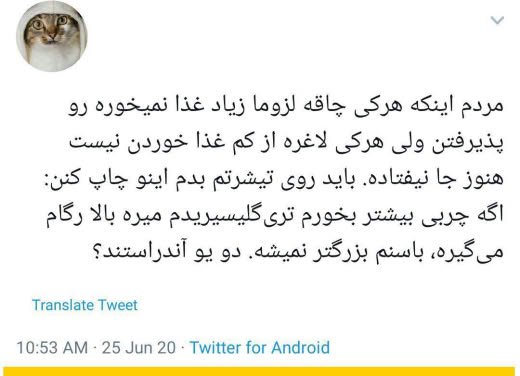 مردم اینکه هرکی چاقه لزوما زیاد غذا نمیخوره رو
پذیرفتن ولی هرکی لاغره از کم غذا خوردن نیست
هنوز جا نیفتاده. باید روی تیشرتم بدم اینو چاپ کنن:
اگه چربی بیشتر بخورم تری‌گلیسیریدم میره بالا رگام
می‌گیره، باسنم بزرگتر نمیشه. دو یو آندراستند؟
Translate Tweet
10:53 AM · 25 Jun 20 · Twitter for Android